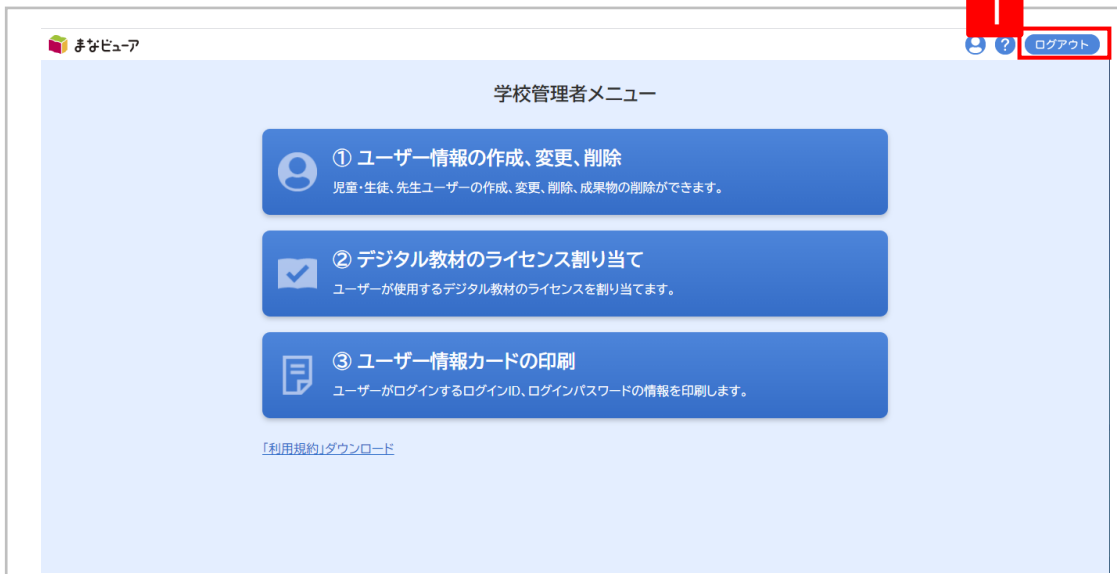 まなビューア
? ログアウト
学校管理者メニュー
① ユーザー情報の作成、変更、削除
児童・生徒、先生ユーザーの作成、変更、削除、成果物の削除ができます。
② デジタル教材のライセンス割り当て
ユーザーが使用するデジタル教材のライセンスを割り当てます。
③ ユーザー情報カードの印刷
ユーザーがログインするログインID、ログインパスワードの情報を印刷します。
「利用規約」ダウンロード